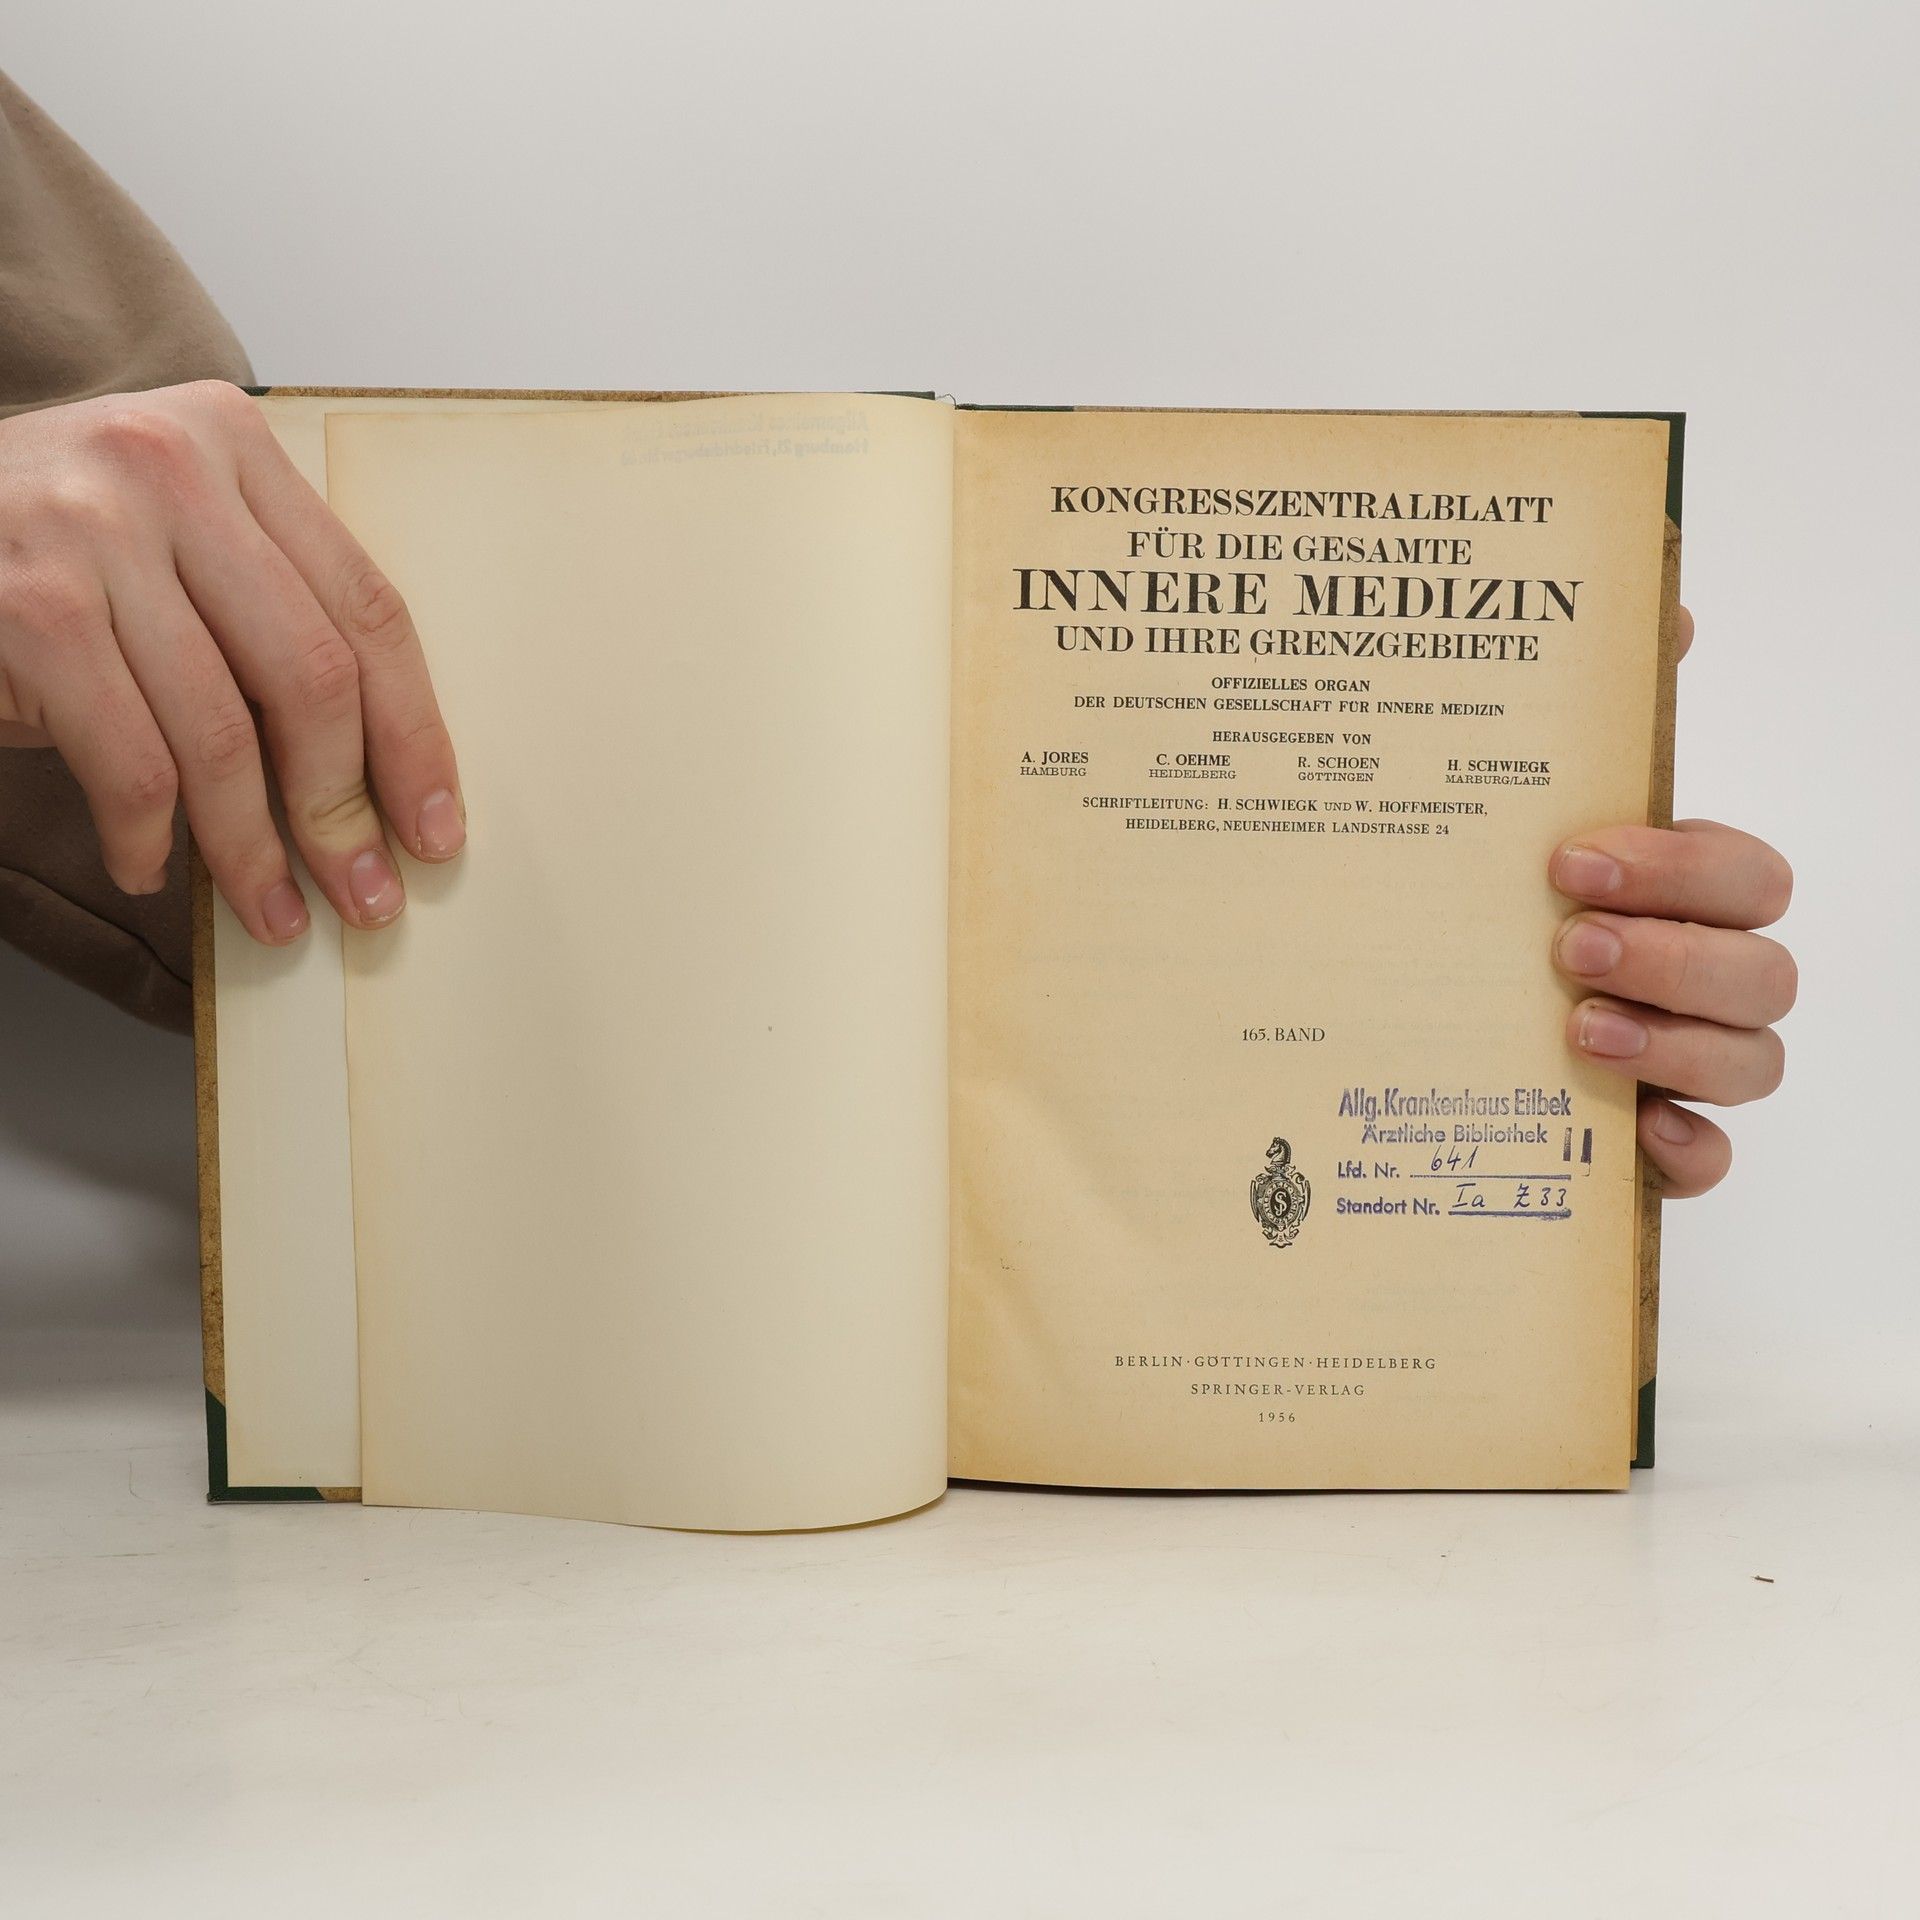 KONGRESSZENTRALBLATT
FÜR DIE GESAMTE
INNERE MEDIZIN
UND IHRE GRENZGEBIETE
OFFIZIELLES ORGAN
DER DEUTSCHEN GESELLSCHAFT FÜR INNERE MEDIZIN
HERAUSGEGEBEN VON
A. JORES C. OEHME R. SCHOEN H. SCHWIEGK
HAMBURG HEIDELBERG GÖTTINGEN MARBURG/LAHN
SCHRIFTLEITUNG: H. SCHWIEGK UND W. HOFFMEISTER,
HEIDELBERG, NEUENHEIMER LANDSTRASSE 24
165. BAND
Allg. Krankenhaus Eilbek
Ärztliche Bibliothek
Lfd. Nr. 641
Standort Nr. Ia Z 33
BERLIN · GÖTTINGEN · HEIDELBERG
SPRINGER-VERLAG
1956